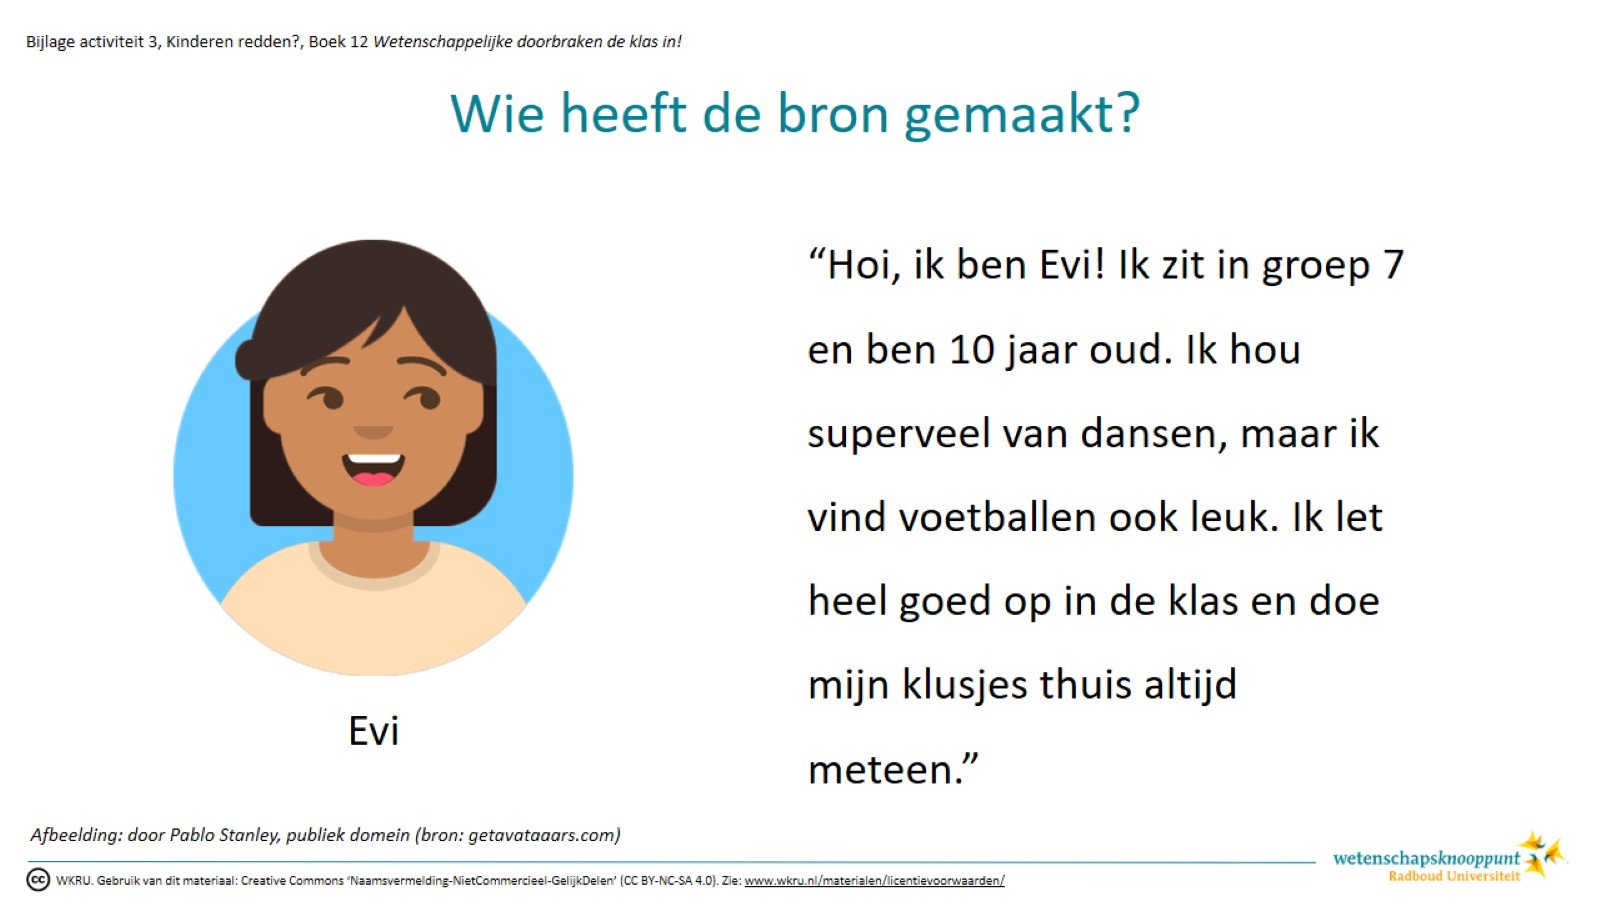 Bijlage activiteit 3, Kinderen redden?, Boek 12 Wetenschappelijke doorbraken de klas in!
Wie heeft de bron gemaakt?
“Hoi, ik ben Evi! Ik zit in groep 7
en ben 10 jaar oud. Ik hou
superveel van dansen, maar ik
vind voetballen ook leuk. Ik let
heel goed op in de klas en doe
mijn klusjes thuis altijd
meteen.”
Evi
Afbeelding: door Pablo Stanley, publiek domein (bron: getavataaars.com)
wetenschapsknooppunt
Radboud Universiteit
cc WKRU. Gebruik van dit materiaal: Creative Commons ‘Naamsvermelding-NietCommercieel-GelijkDelen’ (CC BY-NC-SA 4.0). Zie: www.wkru.nl/materialen/licentievoorwaarden/